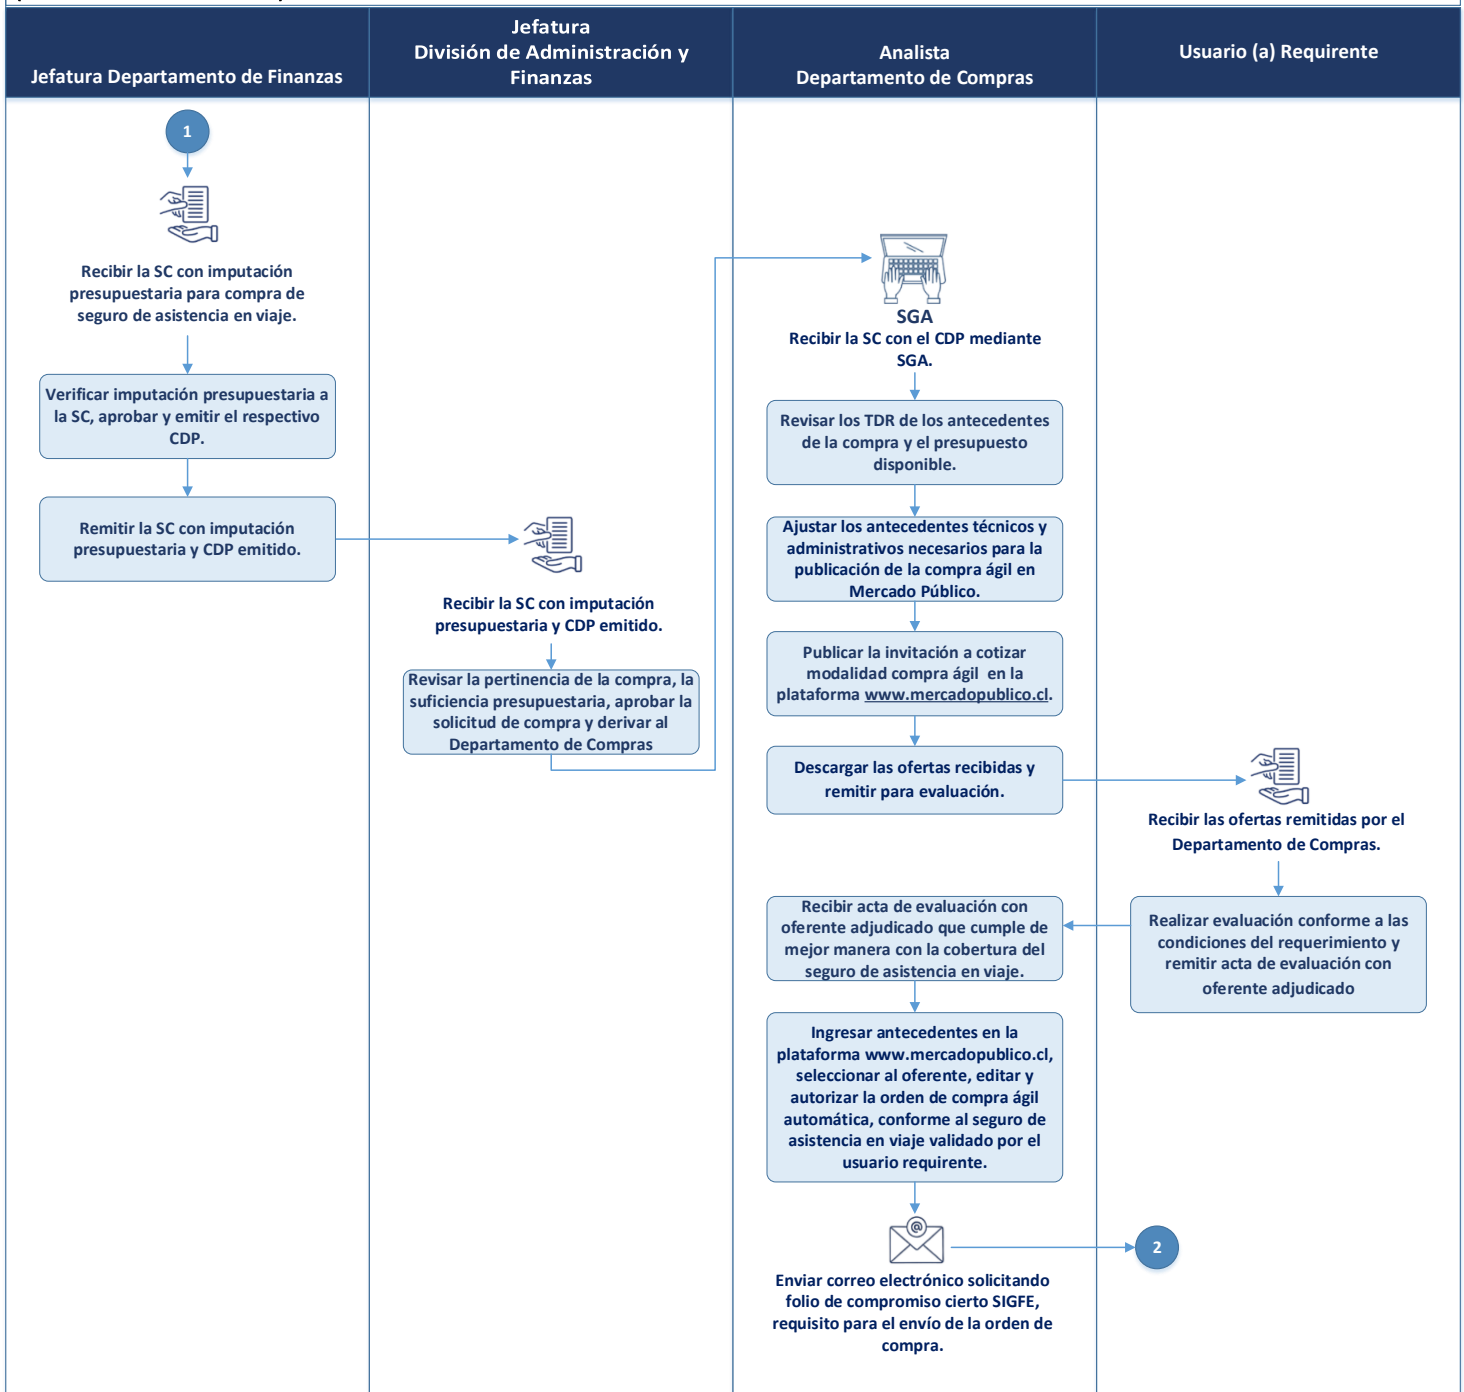 Jefatura Departamento de Finanzas
Jefatura
División de Administración y
Finanzas
Analista
Departamento de Compras
Usuario (a) Requirente
1
Recibir la SC con imputación
presupuestaria para compra de
seguro de asistencia en viaje.
Verificar imputación presupuestaria a
la SC, aprobar y emitir el respectivo
CDP.
Remitir la SC con imputación
presupuestaria y CDP emitido.
Recibir la SC con imputación
presupuestaria y CDP emitido.
Revisar la pertinencia de la compra, la
suficiencia presupuestaria, aprobar la
solicitud de compra y derivar al
Departamento de Compras
SGA
Recibir la SC con el CDP mediante
SGA.
Revisar los TDR de los antecedentes
de la compra y el presupuesto
disponible.
Ajustar los antecedentes técnicos y
administrativos necesarios para la
publicación de la compra ágil en
Mercado Público.
Publicar la invitación a cotizar
modalidad compra ágil en la
plataforma www.mercadopublico.cl.
Descargar las ofertas recibidas y
remitir para evaluación.
Recibir las ofertas remitidas por el
Departamento de Compras.
Realizar evaluación conforme a las
condiciones del requerimiento y
remitir acta de evaluación con
oferente adjudicado
Recibir acta de evaluación con
oferente adjudicado que cumple de
mejor manera con la cobertura del
seguro de asistencia en viaje.
Ingresar antecedentes en la
plataforma www.mercadopublico.cl,
seleccionar al oferente, editar y
autorizar la orden de compra ágil
automática, conforme al seguro de
asistencia en viaje validado por el
usuario requirente.
@
2
Enviar correo electrónico solicitando
folio de compromiso cierto SIGFE,
requisito para el envío de la orden de
compra.